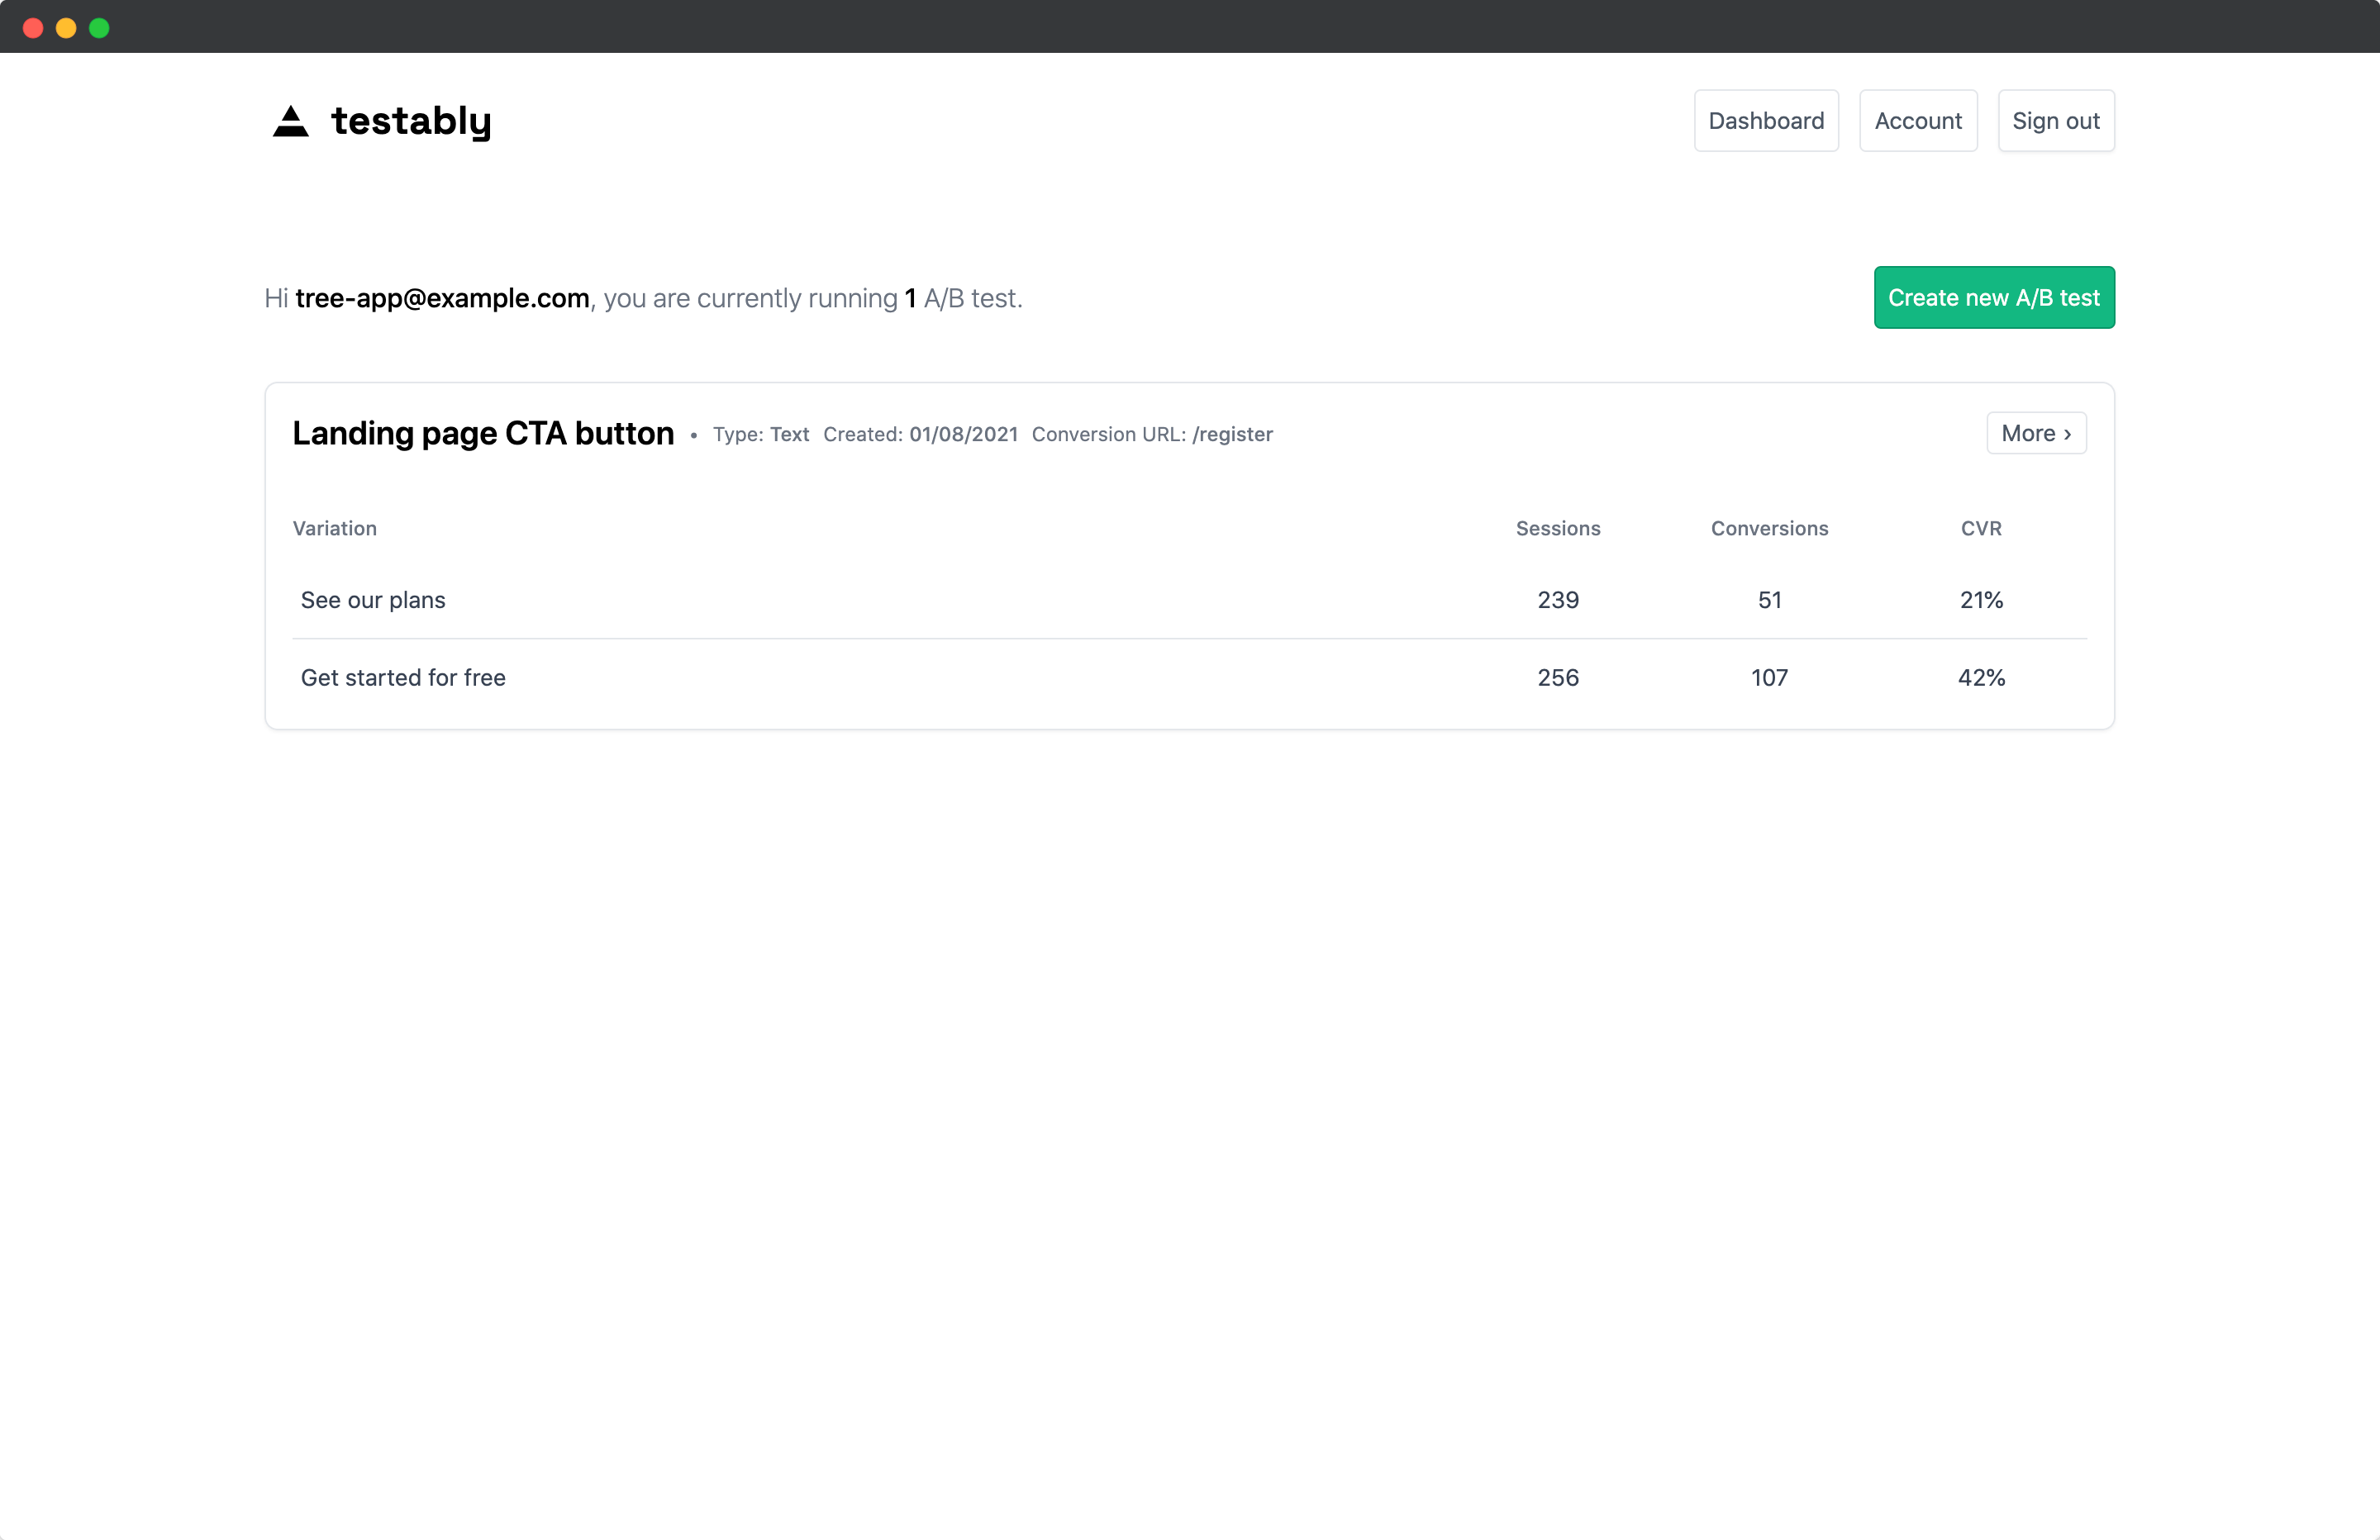 testably
Dashboard Account Sign out
Hi tree-app@example.com, you are currently running 1 A/B test.
Create new A/B test
Landing page CTA button • Type: Text Created: 01/08/2021 Conversion URL: /register
More ›
Variation Sessions Conversions CVR
See our plans 239 51 21%
Get started for free 256 107 42%